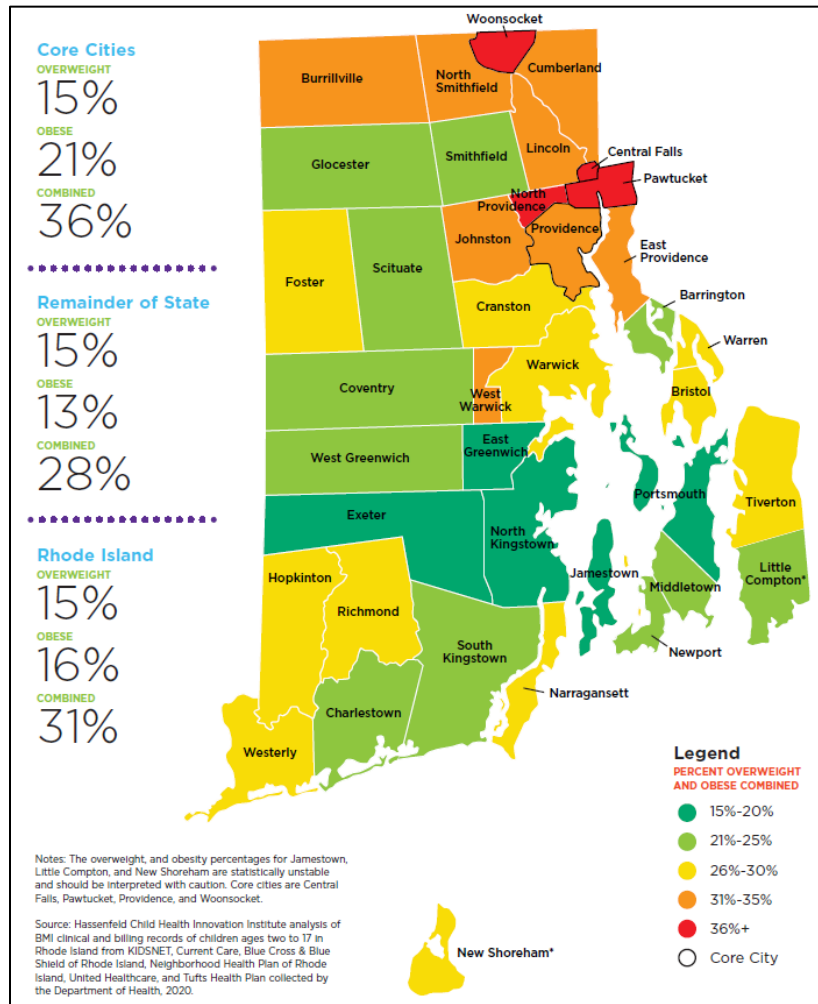 Core Cities
OVERWEIGHT
15%
OBESE
21%
COMBINED
36%
Remainder of State
OVERWEIGHT
15%
OBESE
13%
COMBINED
28%
Rhode Island
OVERWEIGHT
15%
OBESE
16%
COMBINED
31%
Woonsocket
Burrillville
North
Smithfield
Cumberland
Glocester
Smithfield
Lincoln
Central Falls
Pawtucket
North
Providence
Providence
Johnston
East
Providence
Foster
Scituate
Cranston
Barrington
Warren
Warwick
Coventry
West
Warwick
Bristol
West Greenwich
East
Greenwich
Portsmouth
Tiverton
Exeter
North
Kingstown
Jamestown
Middletown
Little
Compton*
Hopkinton
Richmond
South
Kingstown
Newport
Narragansett
Charlestown
Westerly
New Shoreham*
Legend
PERCENT OVERWEIGHT
AND OBESE COMBINED
15%-20%
21%-25%
26%-30%
31%-35%
36%+
Core City
Notes: The overweight, and obesity percentages for Jamestown,
Little Compton, and New Shoreham are statistically unstable
and should be interpreted with caution. Core cities are Central
Falls, Pawtucket, Providence, and Woonsocket.
Source: Hassenfeld Child Health Innovation Institute analysis of
BMI clinical and billing records of children ages two to 17 in
Rhode Island from KIDSNET, Current Care, Blue Cross & Blue
Shield of Rhode Island, Neighborhood Health Plan of Rhode
Island, United Healthcare, and Tufts Health Plan collected by
the Department of Health, 2020.